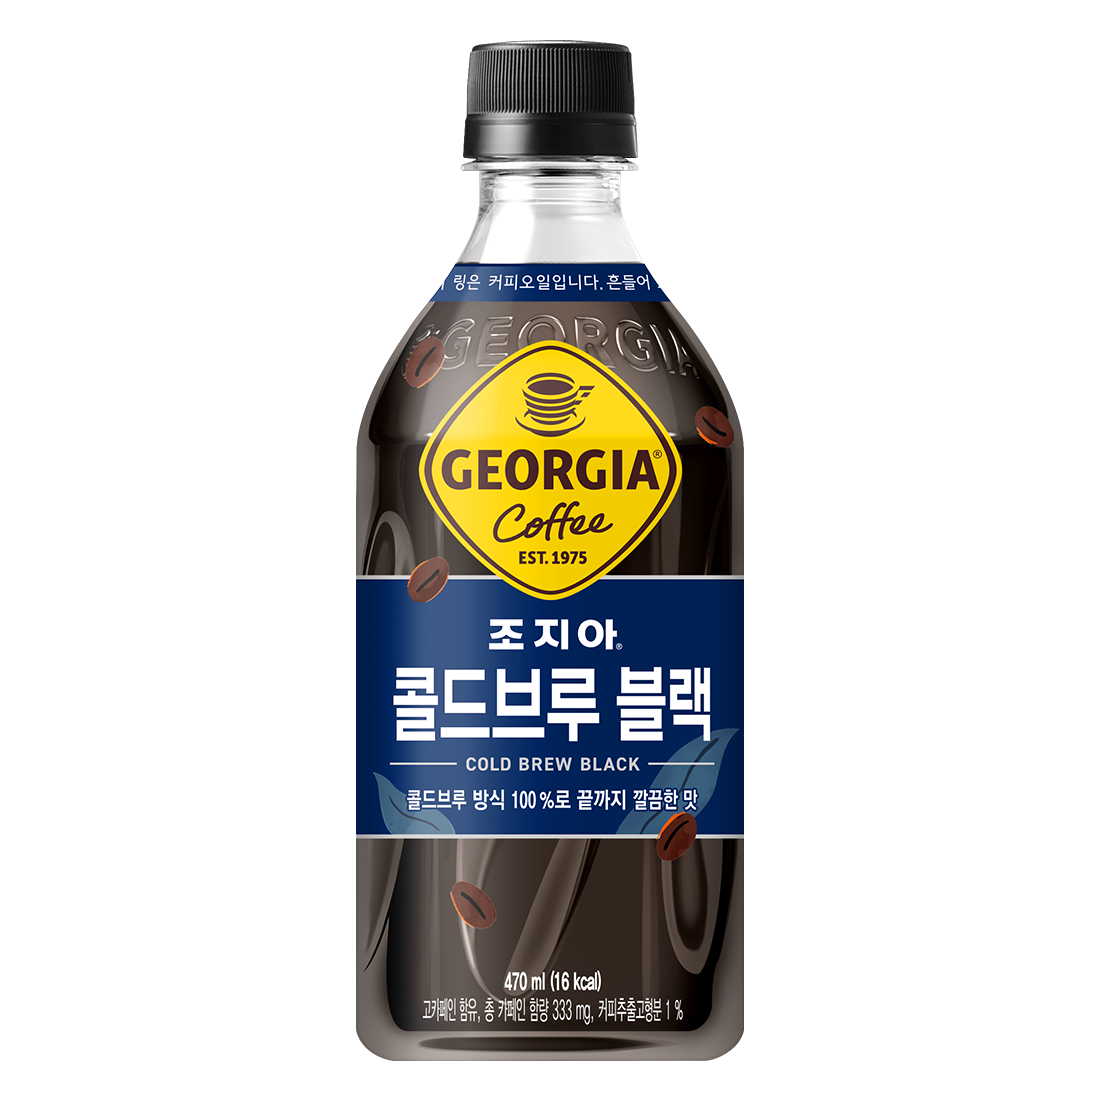 링은 커피오일입니다. 흔들어
GEORGIA
GEORGIA®
Coffee
EST. 1975
조지아®
콜드브루 블랙
COLD BREW BLACK
콜드브루 방식 100%로 끝까지 깔끔한 맛
470 ml (16 kcal)
고카페인 함유, 총 카페인 함량 333 mg, 커피추출고형분 1 %